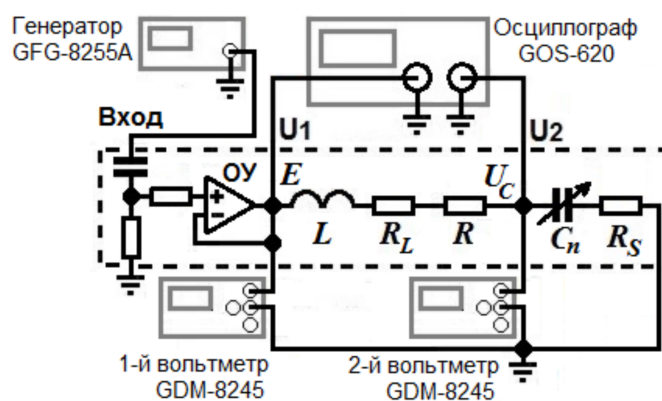 Генератор
GFG-8255A
Осциллограф
GOS-620
Вход
U1
U2
ОУ
E
U_C
+
−
L
R_L
R
C_n
R_S
1-й вольтметр
GDM-8245
2-й вольтметр
GDM-8245